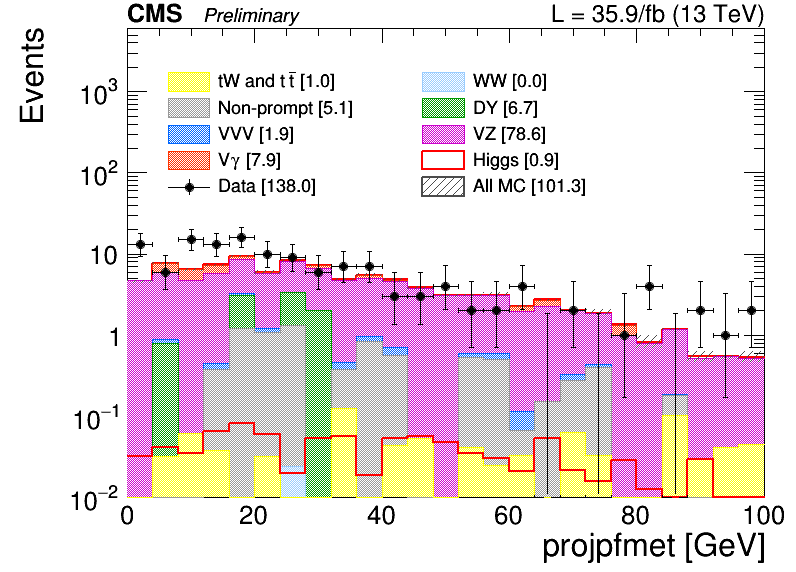 CMS Preliminary L = 35.9/fb (13 TeV)
Events
10³
10²
10
1
10⁻¹
10⁻²
tW and t t̄ [1.0]
Non-prompt [5.1]
VVV [1.9]
Vγ [7.9]
Data [138.0]
WW [0.0]
DY [6.7]
VZ [78.6]
Higgs [0.9]
All MC [101.3]
0 20 40 60 80 100
projpfmet [GeV]